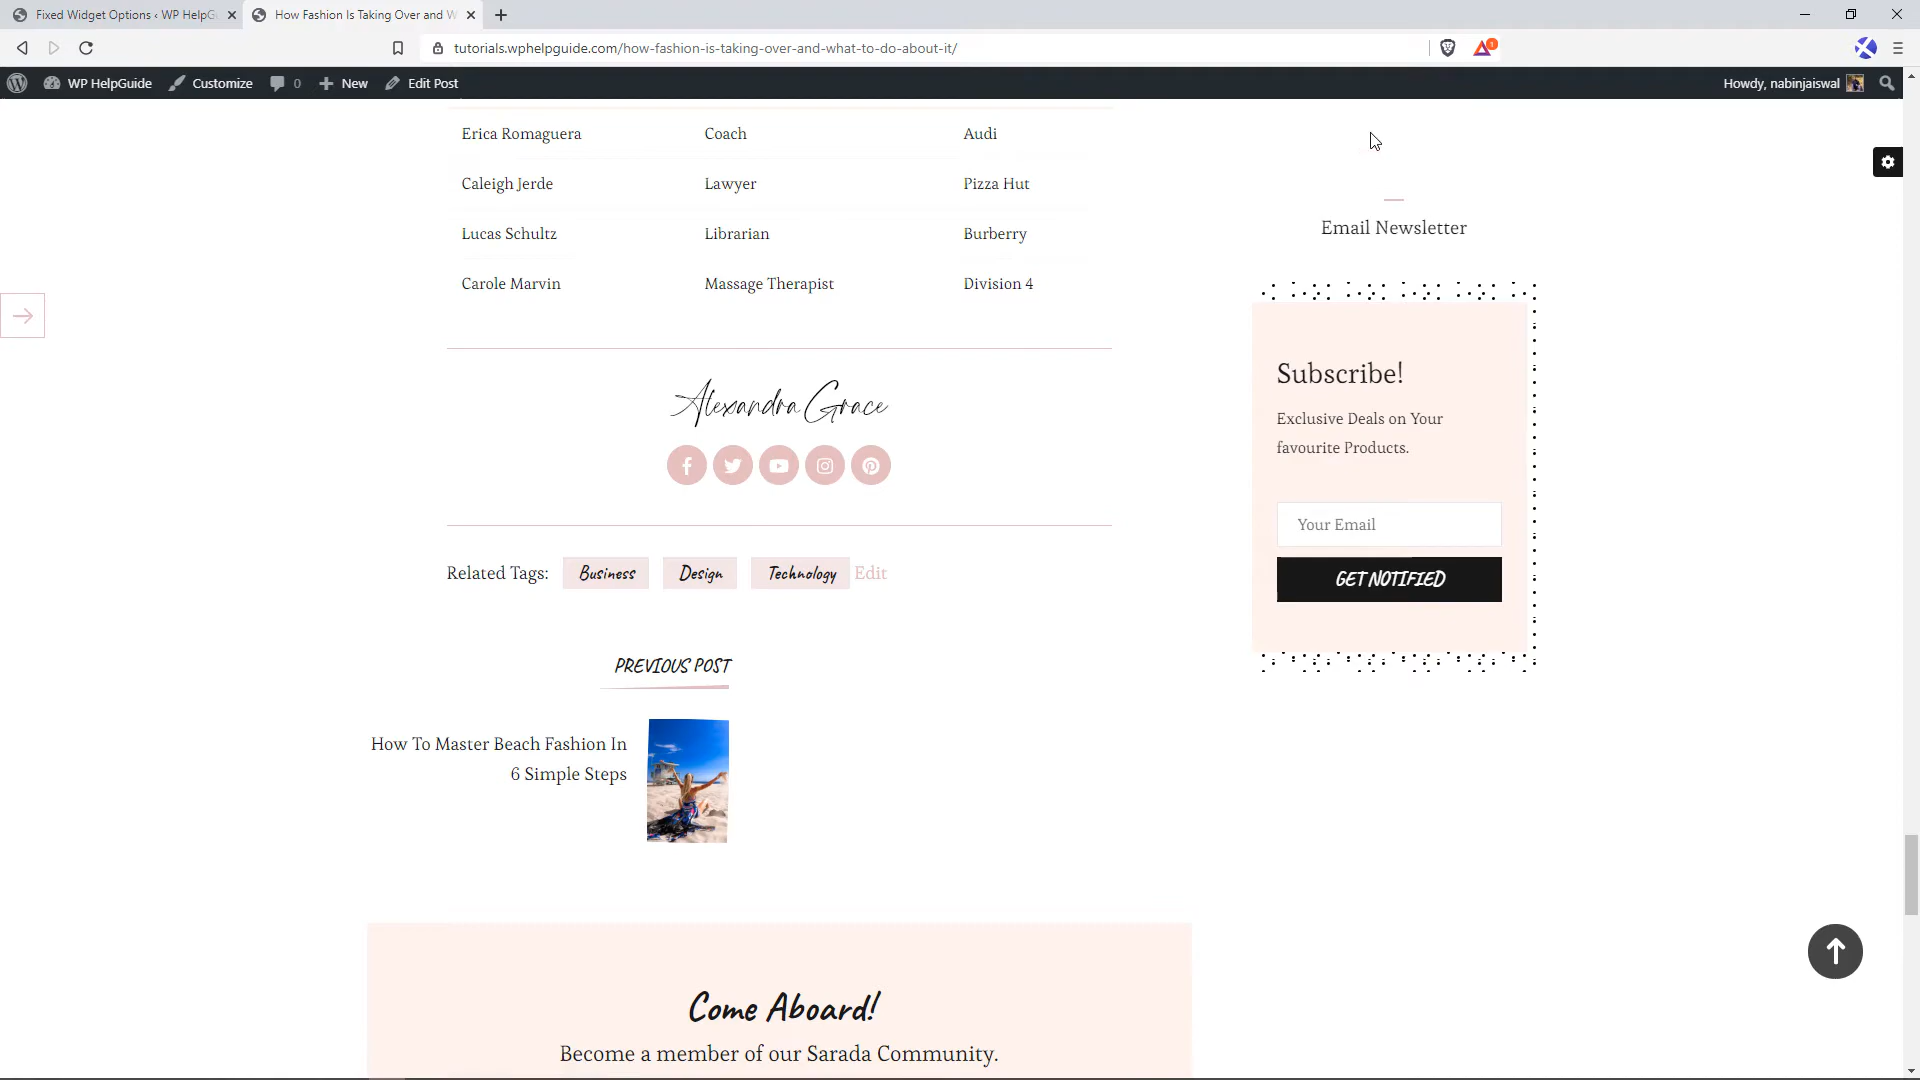 Fixed Widget Options ‹ WP HelpG
How Fashion Is Taking Over and W
tutorials.wphelpguide.com/how-fashion-is-taking-over-and-what-to-do-about-it/
1
WP HelpGuide
Customize
0
New
Edit Post
Howdy, nabinjaiswal
Erica Romaguera Coach Audi
Caleigh Jerde Lawyer Pizza Hut
Lucas Schultz Librarian Burberry
Carole Marvin Massage Therapist Division 4
Alexandra Grace
Related Tags: Business Design Technology Edit
PREVIOUS POST
How To Master Beach Fashion In
6 Simple Steps
Come Aboard!
Become a member of our Sarada Community.
Email Newsletter
Subscribe!
Exclusive Deals on Your
favourite Products.
Your Email
GET NOTIFIED